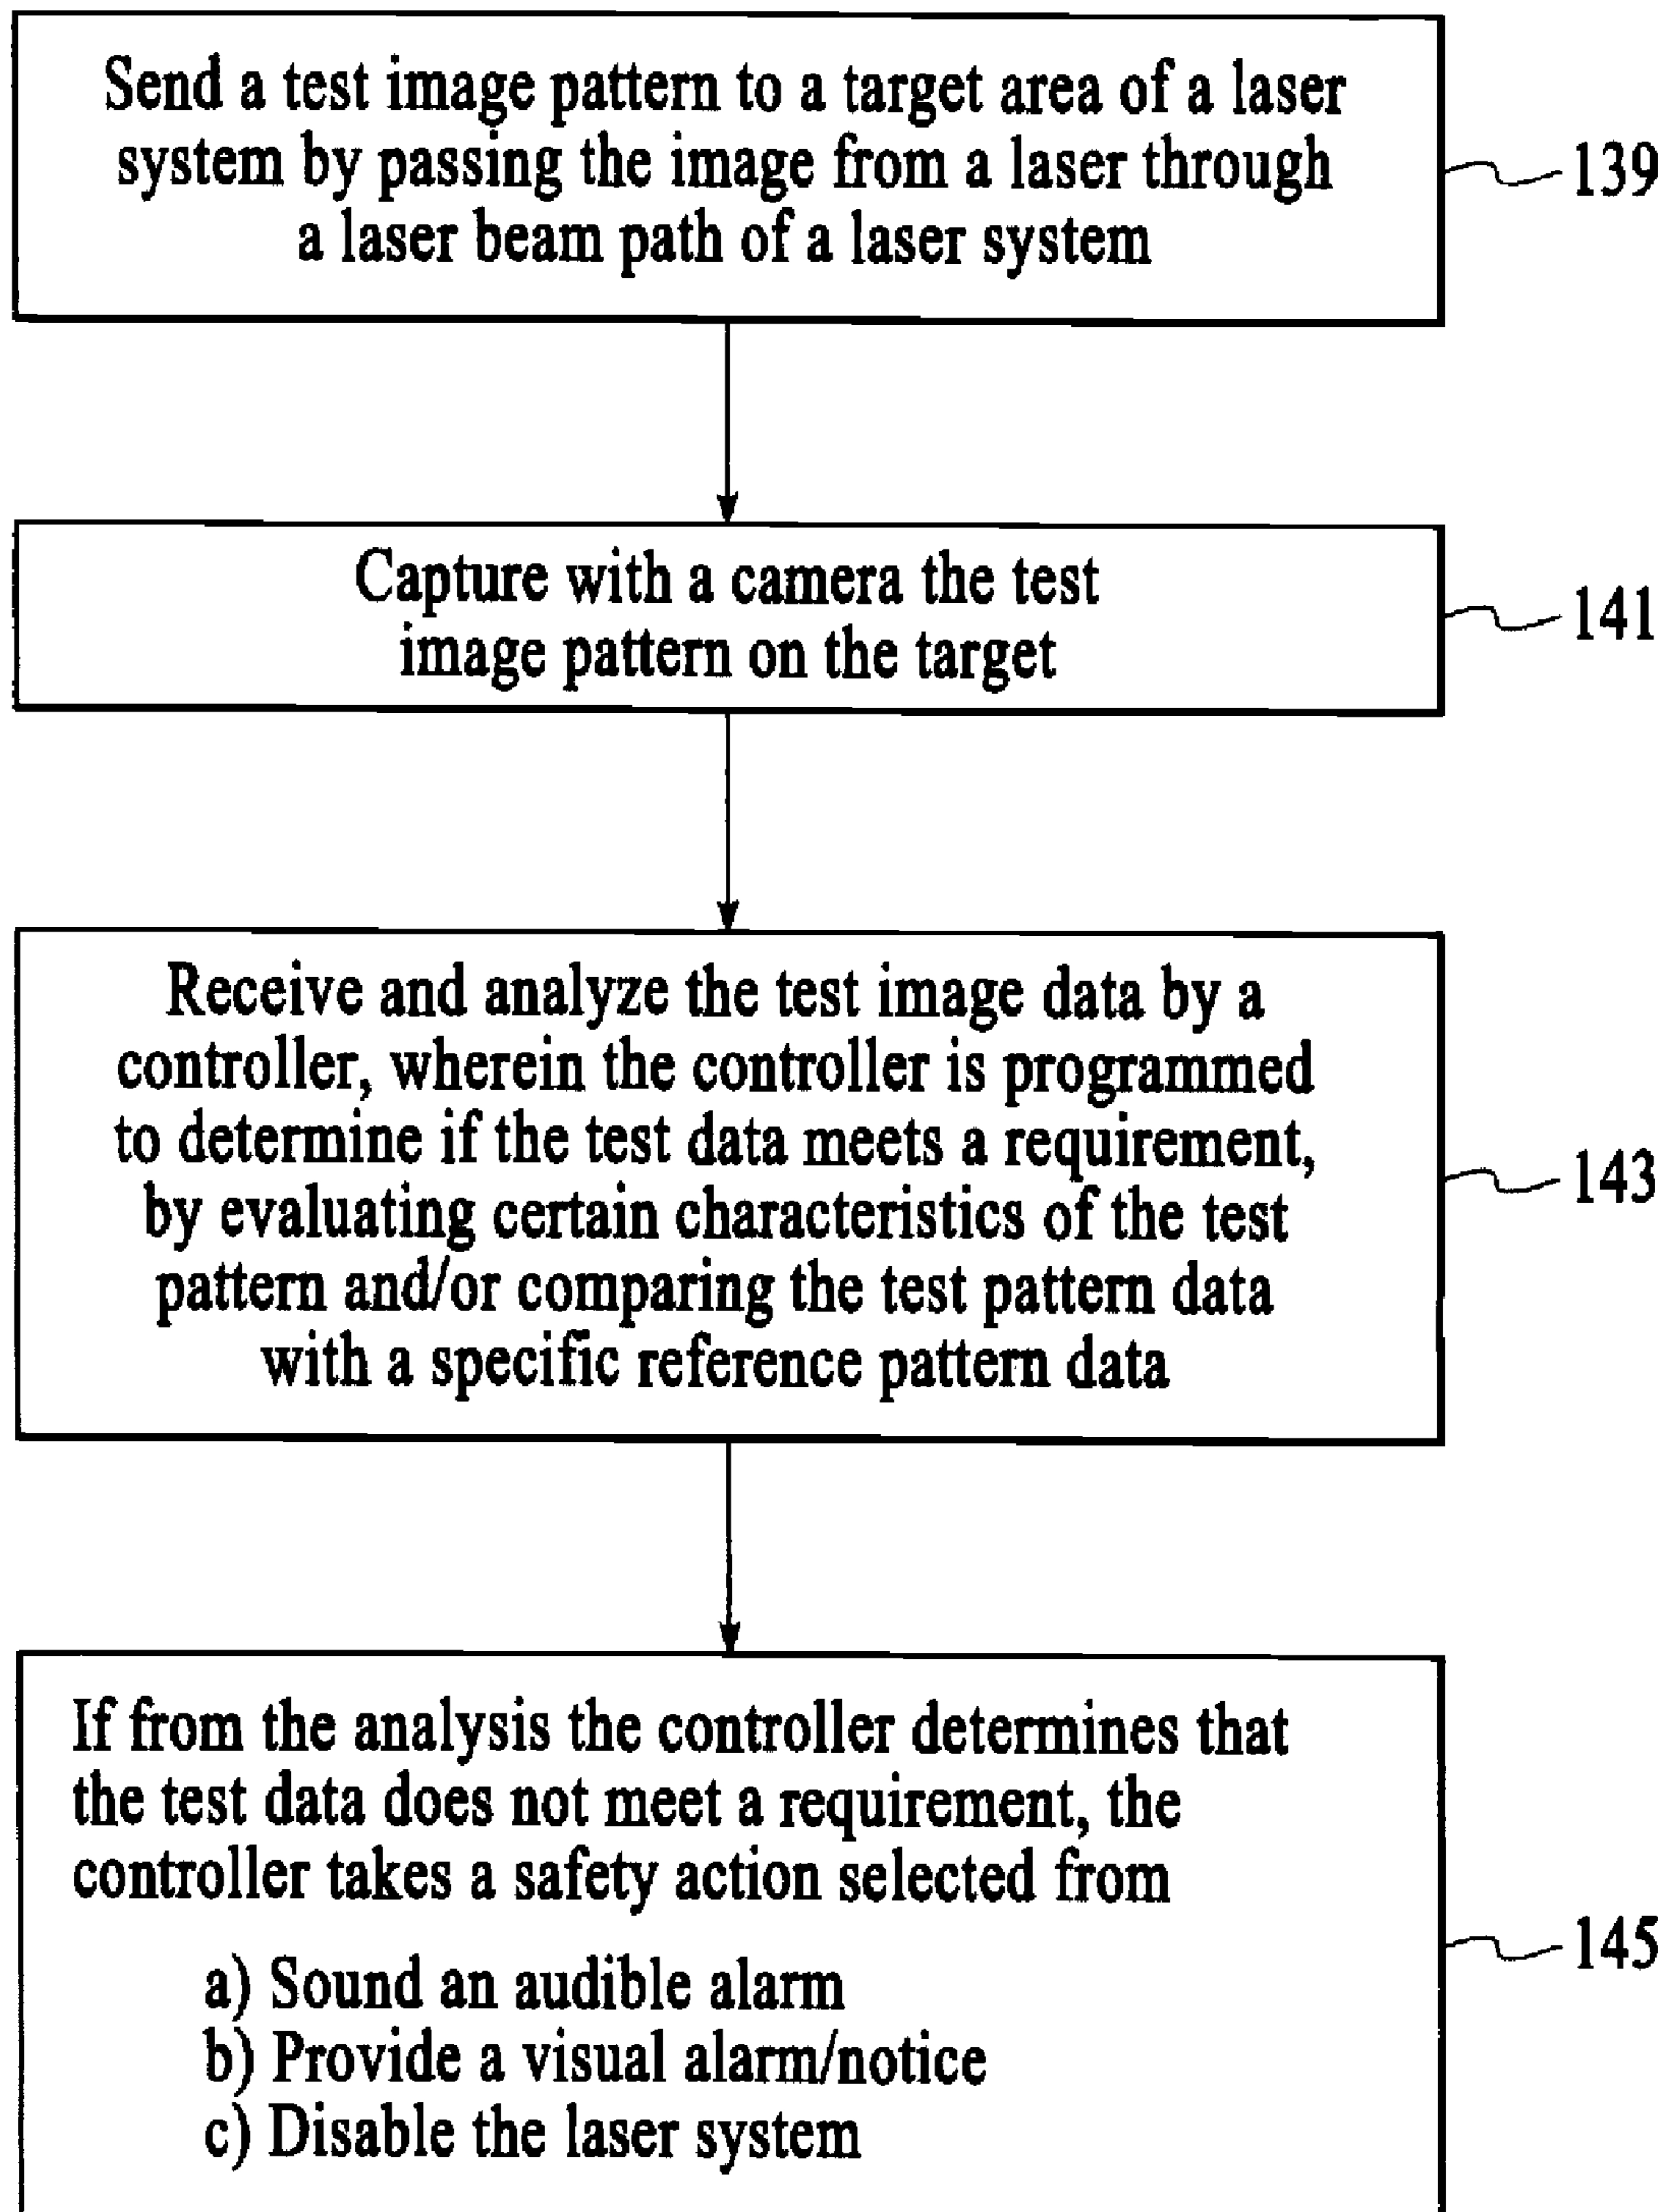 Send a test image pattern to a target area of a laser
system by passing the image from a laser through
a laser beam path of a laser system
139
Capture with a camera the test
image pattern on the target
141
Receive and analyze the test image data by a
controller, wherein the controller is programmed
to determine if the test data meets a requirement,
by evaluating certain characteristics of the test
pattern and/or comparing the test pattern data
with a specific reference pattern data
143
If from the analysis the controller determines that
the test data does not meet a requirement, the
controller takes a safety action selected from
a) Sound an audible alarm
b) Provide a visual alarm/notice
c) Disable the laser system
145